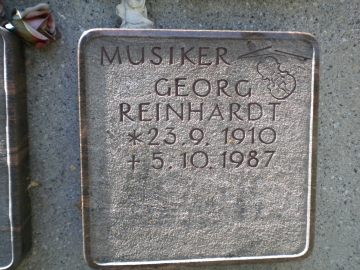 MUSIKER
GEORG
REINHARDT
* 23.9.1910
† 5.10.1987